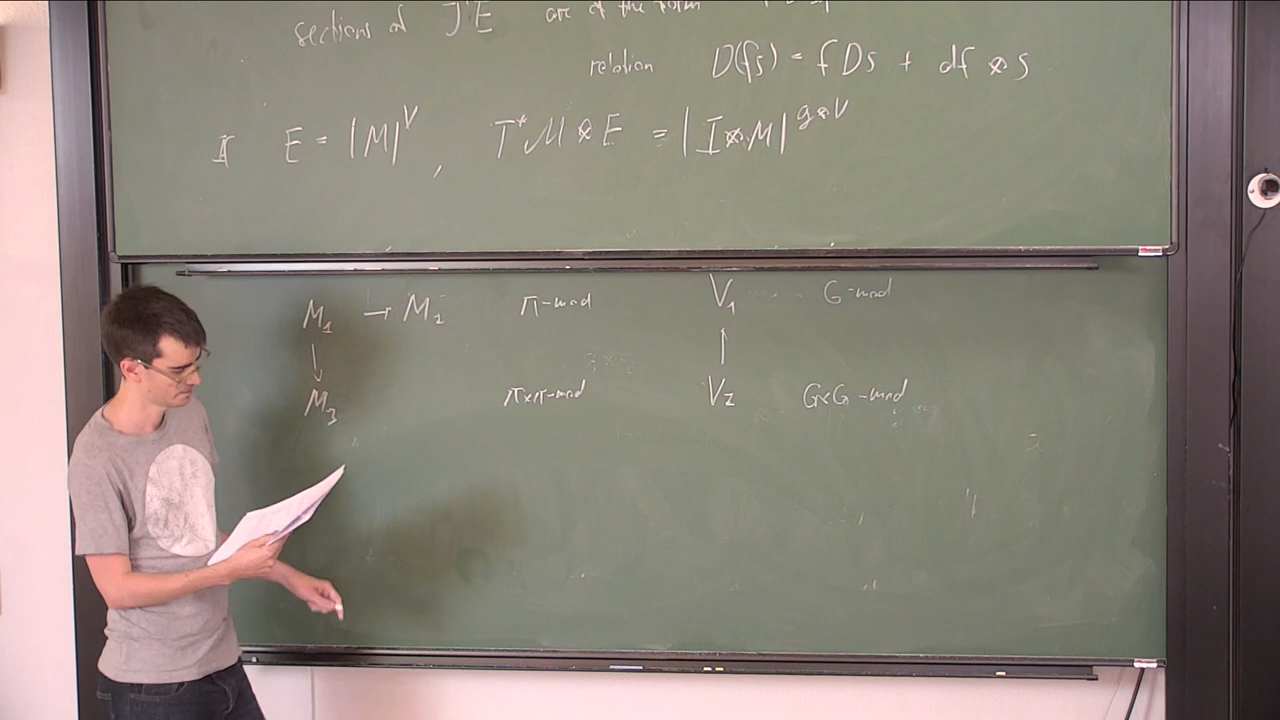 sections of J'E are of the form
relation D(fs) = f Ds + df ⊗ s
If E = |M|^V , T*M ⊗ E = |I ⊗ M|^{g⊗V}
M₁ → M₂ π-mod V₁ G-mod
↓ ↑
M₃ π×π-mod V₂ G×G-mod